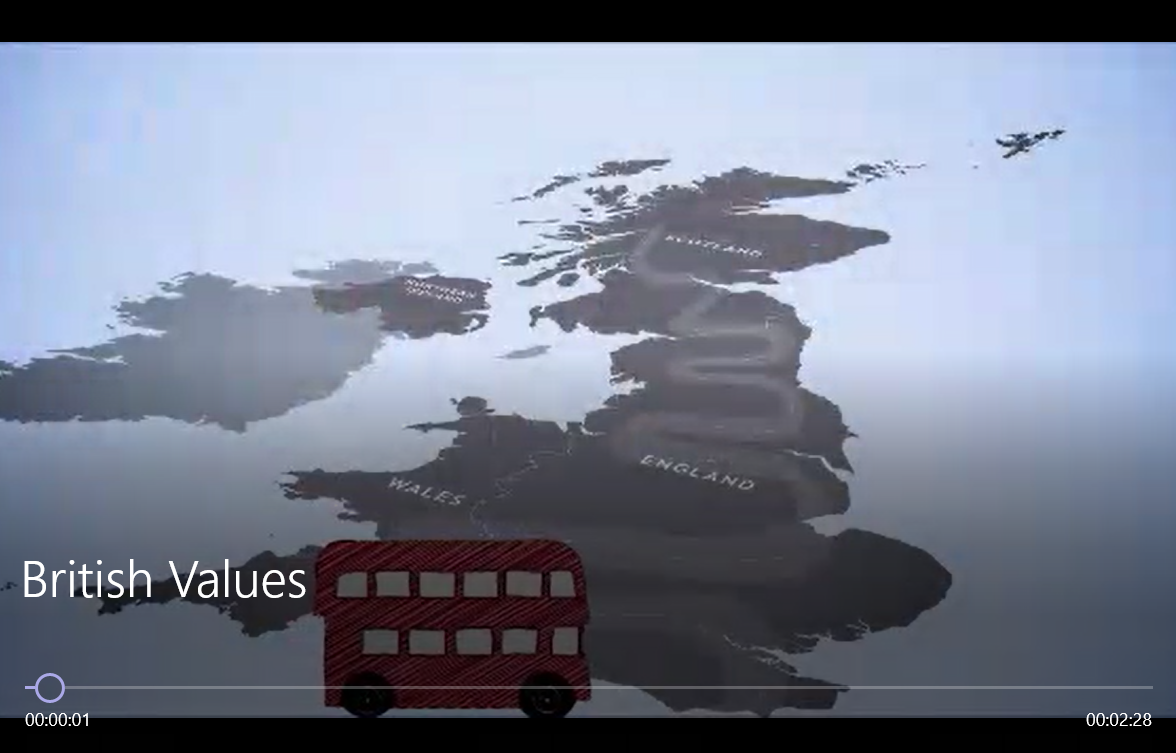 SCOTLAND
NORTHERN
IRELAND
ENGLAND
WALES
British Values
00:00:01
00:02:28